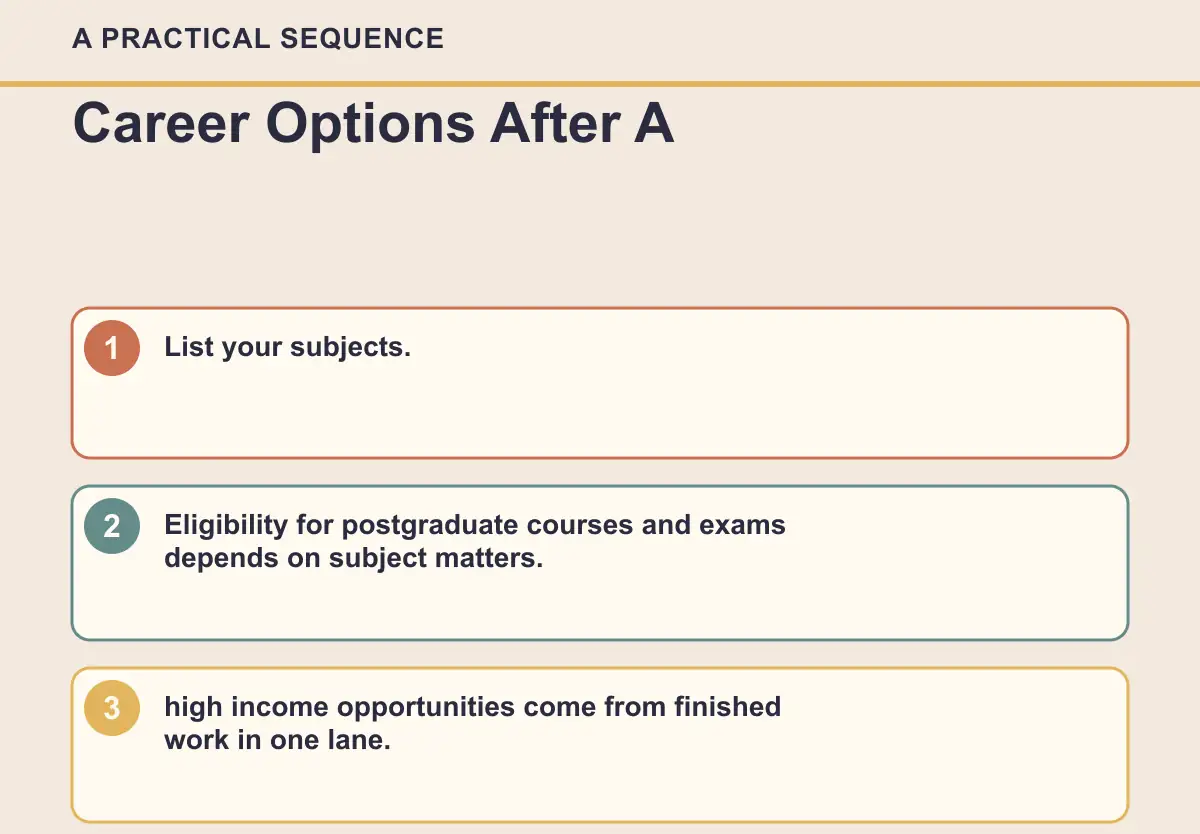 A PRACTICAL SEQUENCE
Career Options After A
1
List your subjects.
2
Eligibility for postgraduate courses and exams
depends on subject matters.
3
high income opportunities come from finished
work in one lane.